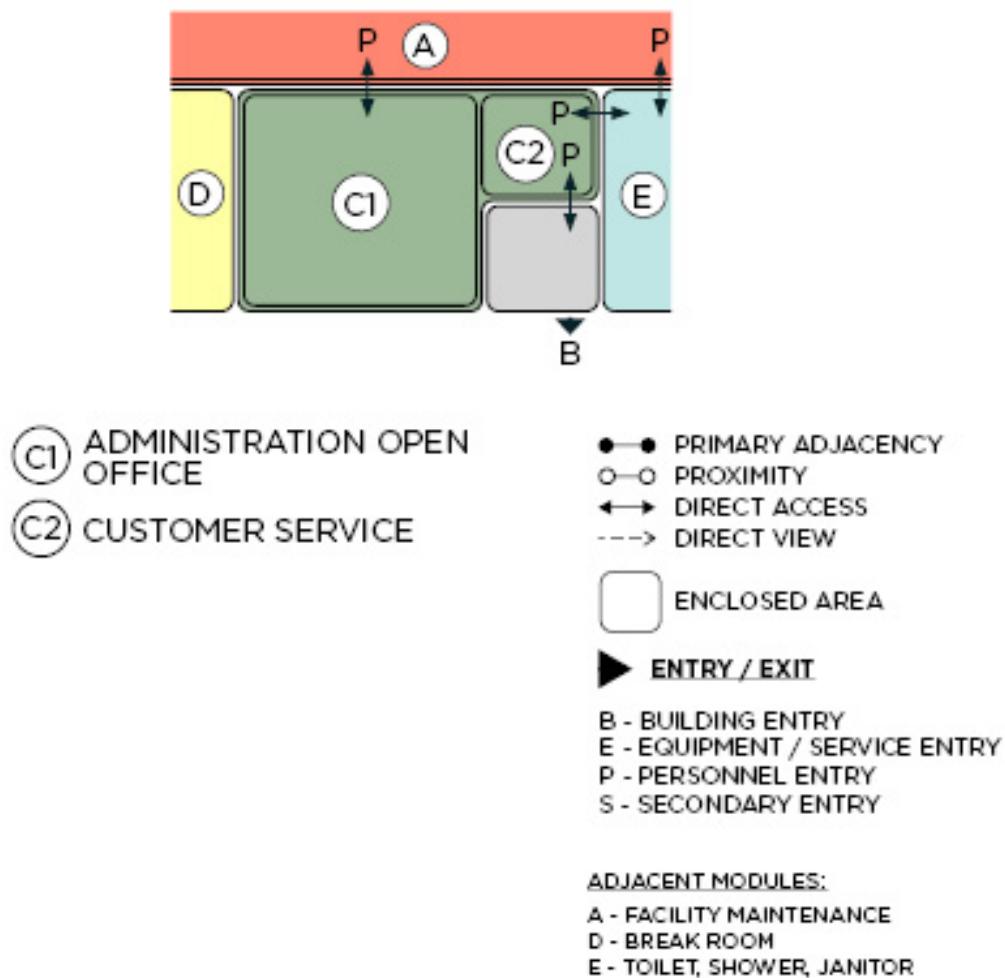 P A P
P
C2 P
D C1 E
B
C1 ADMINISTRATION OPEN
OFFICE
C2 CUSTOMER SERVICE
PRIMARY ADJACENCY
PROXIMITY
DIRECT ACCESS
DIRECT VIEW
ENCLOSED AREA
ENTRY / EXIT
B - BUILDING ENTRY
E - EQUIPMENT / SERVICE ENTRY
P - PERSONNEL ENTRY
S - SECONDARY ENTRY
ADJACENT MODULES:
A - FACILITY MAINTENANCE
D - BREAK ROOM
E - TOILET, SHOWER, JANITOR